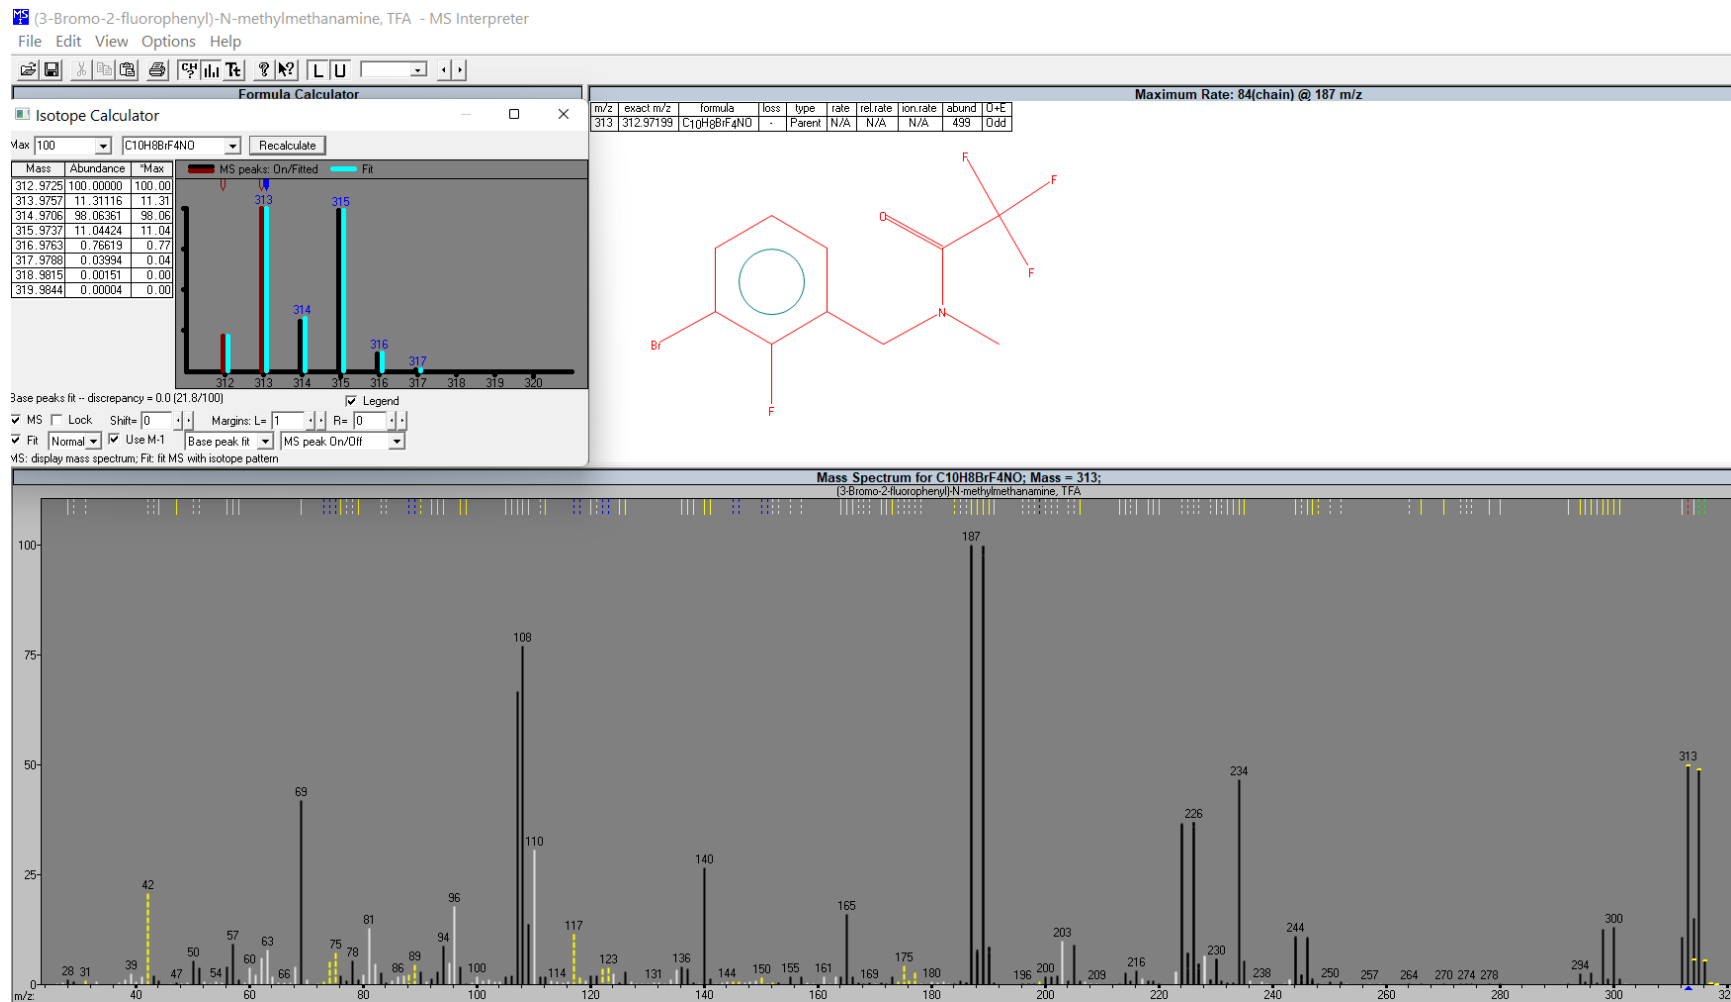 (3-Bromo-2-fluorophenyl)-N-methylmethanamine, TFA - MS Interpreter
File Edit View Options Help
Formula Calculator
Maximum Rate: 84(chain) @ 187 m/z
Isotope Calculator
Max 100 C10H8BrF4NO Recalculate
Mass Abundance %Max
312.9725 100.00000 100.00
313.9757 11.31116 11.31
314.9706 98.06361 98.06
315.9737 11.04424 11.04
316.9763 0.76619 0.77
317.9788 0.03994 0.04
318.9815 0.00151 0.00
319.9844 0.00004 0.00
MS peaks: On/Fitted Fit
313 315
314
316
317
312 313 314 315 316 317 318 319 320
Base peaks fit -- discrepancy = 0.0 (21.8/100) Legend
MS Lock Shift= 0 Margins: L= 1 R= 0
Fit Normal Use M-1 Base peak fit MS peak On/Off
MS: display mass spectrum; Fit: fit MS with isotope pattern
m/z exact m/z formula loss type rate rel.rate ion.rate abund O+E
313 312.97199 C10H8BrF4NO - Parent N/A N/A N/A 499 Odd
F
F
O
F
N
Br
F
Mass Spectrum for C10H8BrF4NO; Mass = 313;
(3-Bromo-2-fluorophenyl)-N-methylmethanamine, TFA
100
187
75
108
50
69
234
313
25
226
110
140
42
96
165
81
117
57
203
244
300
63
75
94
50
78
89
123
136
175
216
230
39
60
28 31 47 54 66 86 100 114 131 144 150 155 161 169 180 196 200 209 238 250 257 264 270 274 278 294
0
m/z: 40 60 80 100 120 140 160 180 200 220 240 260 280 300